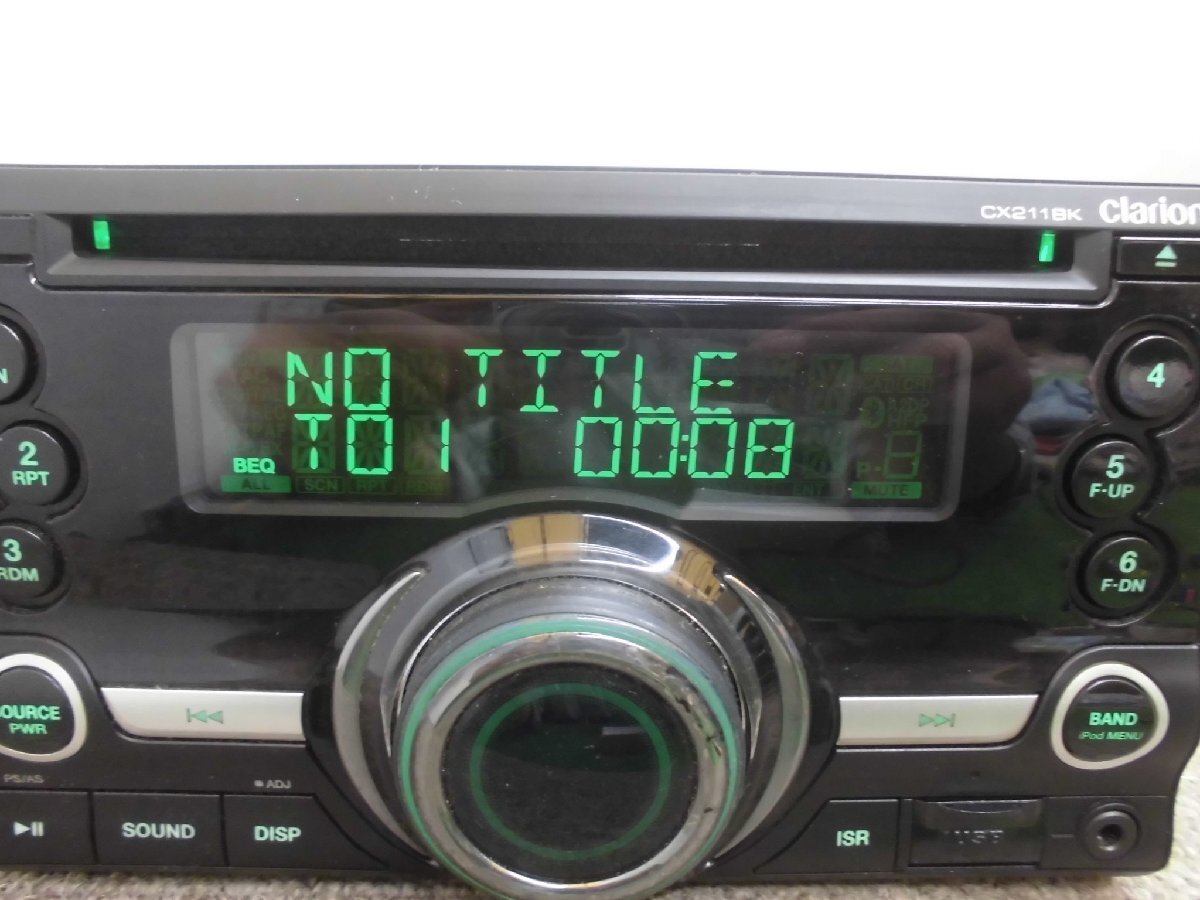 CX211BK Clarion
NO TITLE
T01 00:08
BEQ
ALL SCN RPT
P-
MUTE
4
2
RPT
5
F-UP
3
RDM
6
F-DN
SOURCE
PWR
BAND
iPod MENU
PS/AS
ADJ
SOUND
DISP
ISR
USB